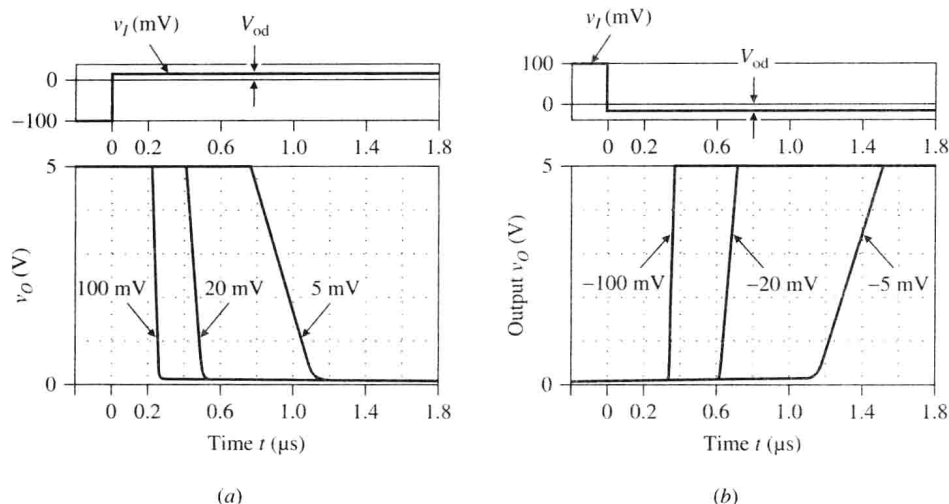 v_I (mV)
V_od
0
−100
0 0.2 0.6 1.0 1.4 1.8
5
v_O (V)
100 mV
20 mV
5 mV
0
0 0.2 0.6 1.0 1.4 1.8
Time t (µs)
(a)
v_I (mV)
V_od
100
0
0 0.2 0.6 1.0 1.4 1.8
5
Output v_O (V)
−100 mV
−20 mV
−5 mV
0
0 0.2 0.6 1.0 1.4 1.8
Time t (µs)
(b)